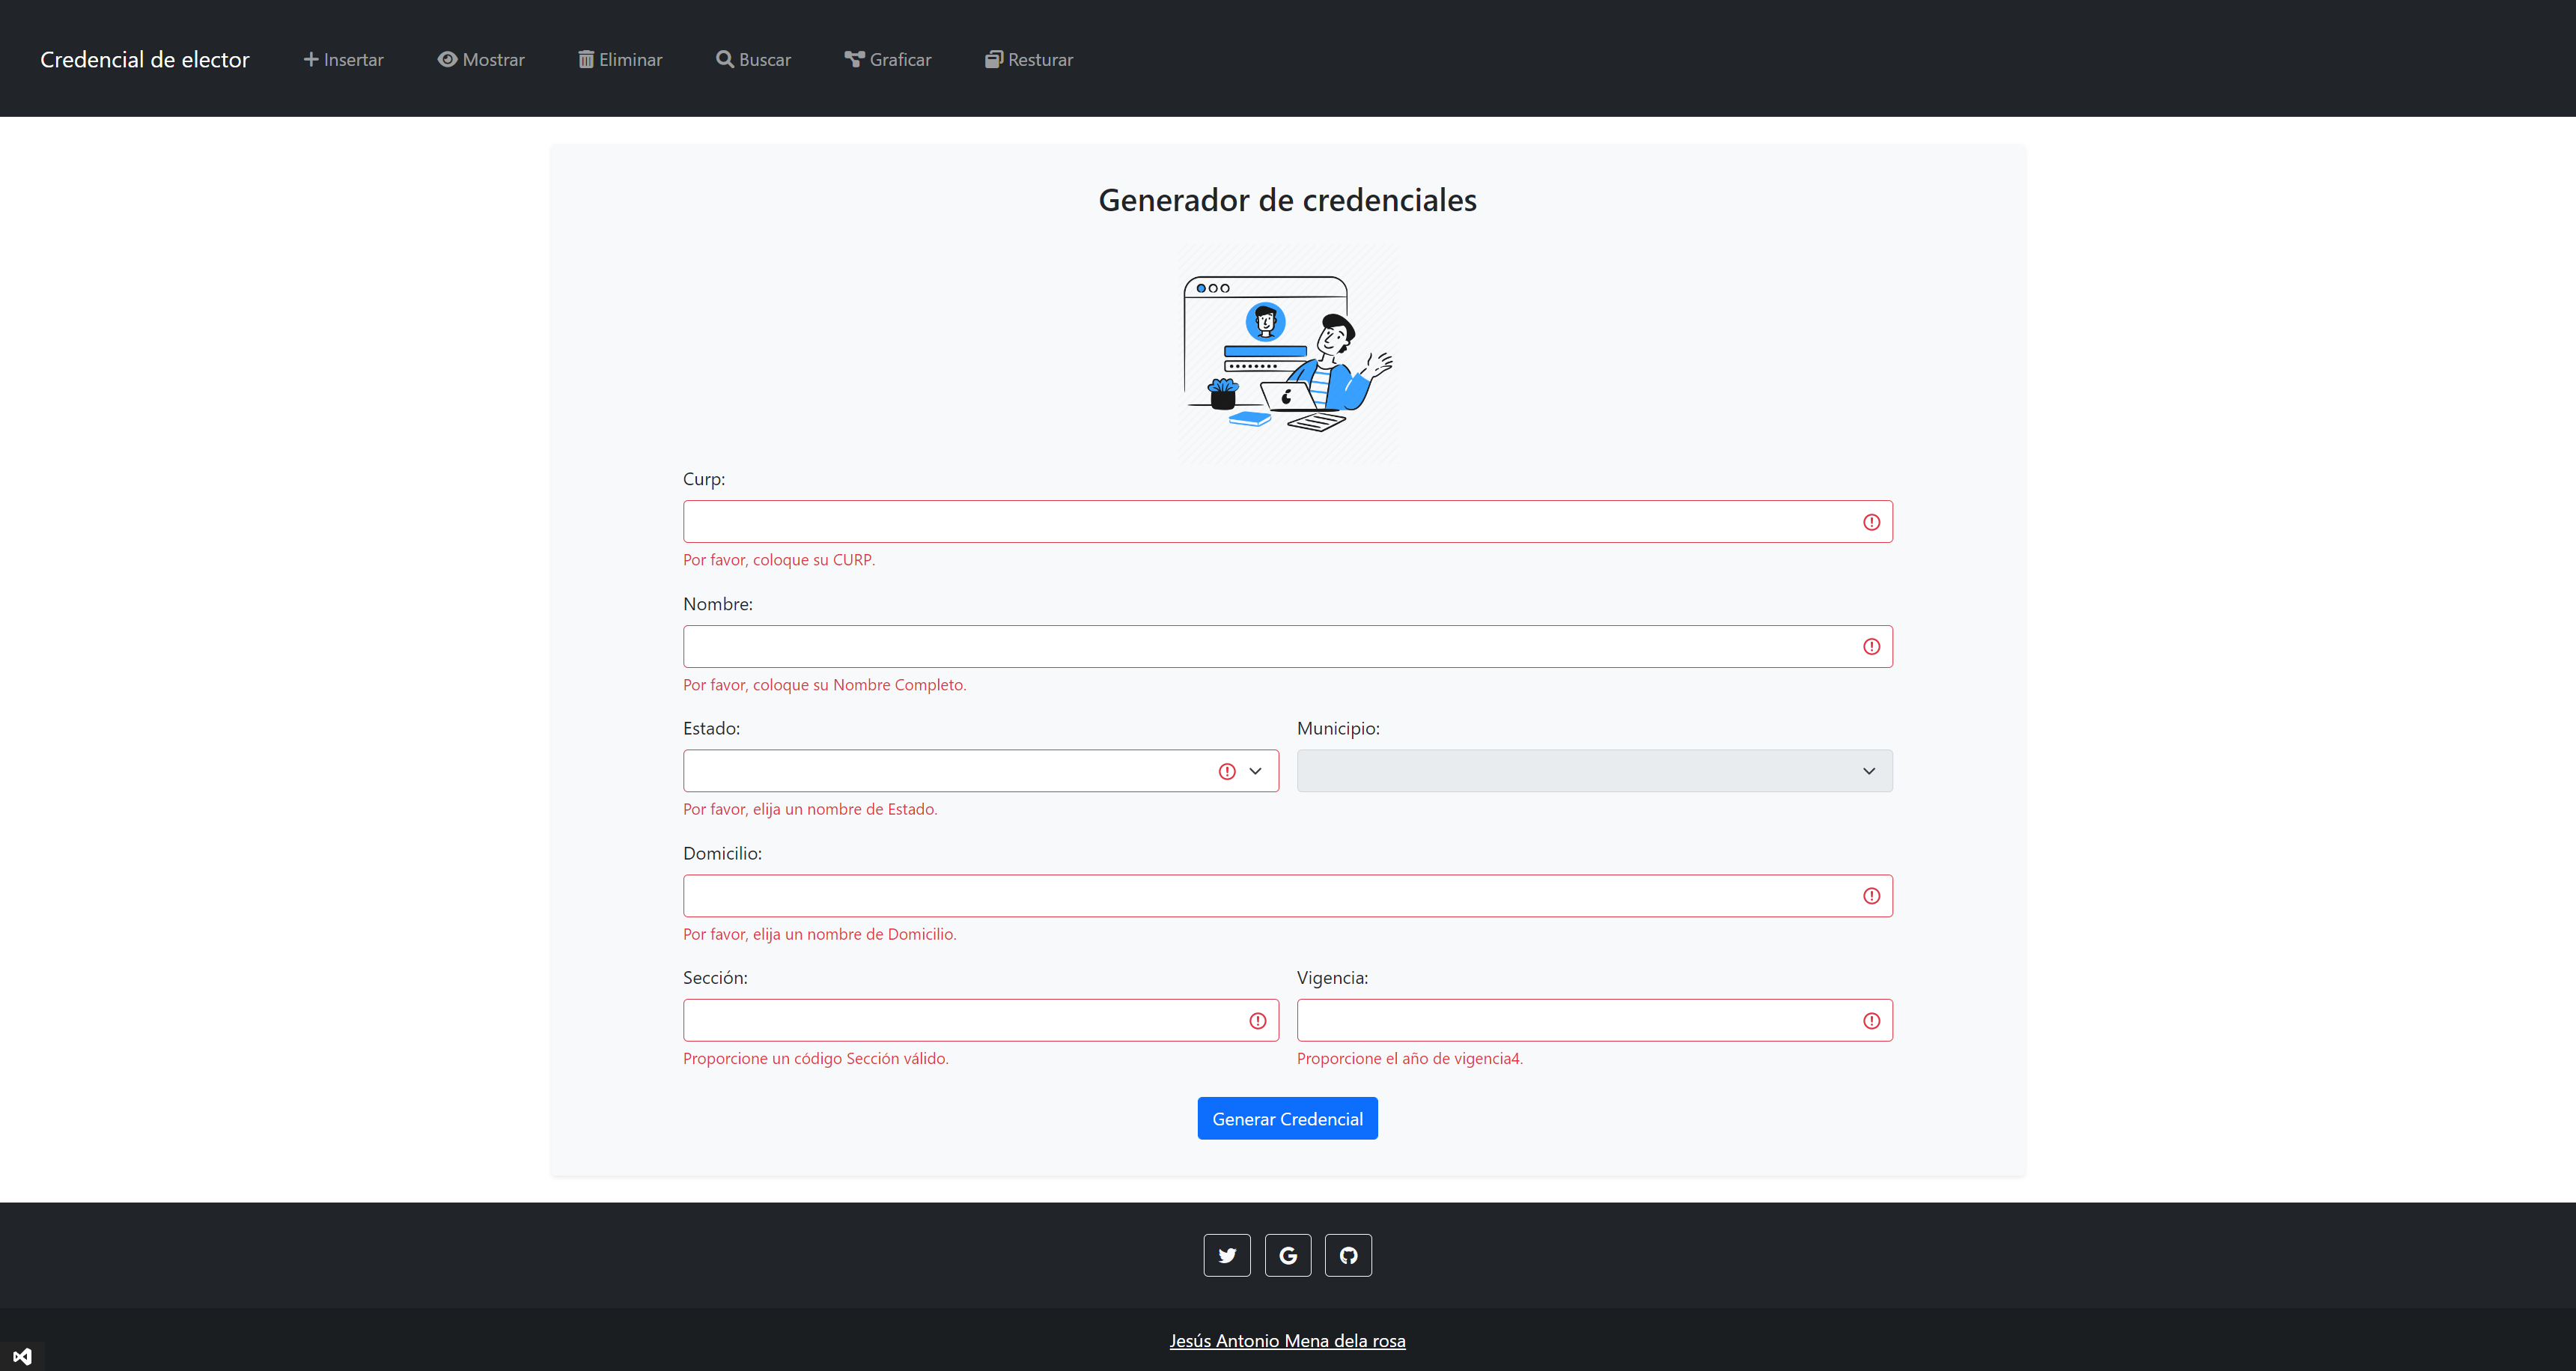 Credencial de elector
Insertar
Mostrar
Eliminar
Buscar
Graficar
Resturar
Generador de credenciales
Curp:
Por favor, coloque su CURP.
Nombre:
Por favor, coloque su Nombre Completo.
Estado:
Municipio:
Por favor, elija un nombre de Estado.
Domicilio:
Por favor, elija un nombre de Domicilio.
Sección:
Vigencia:
Proporcione un código Sección válido.
Proporcione el año de vigencia4.
Generar Credencial
Jesús Antonio Mena dela rosa